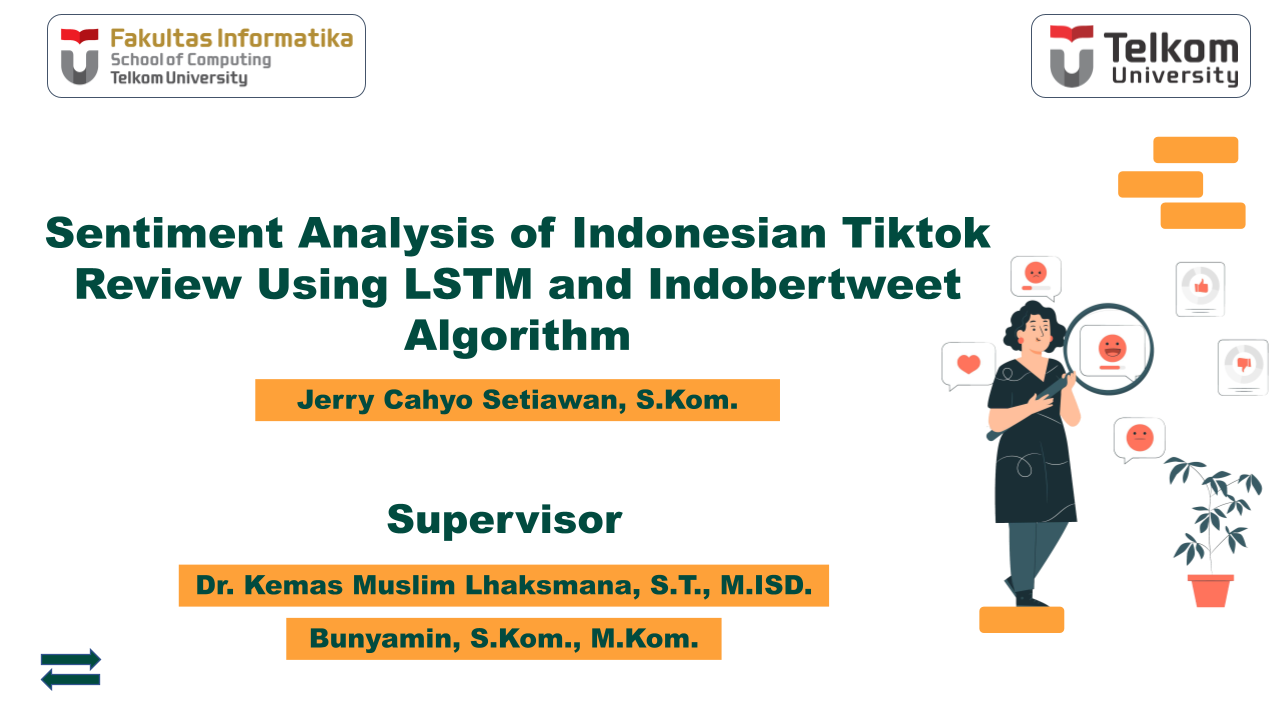 Fakultas Informatika
School of Computing
Telkom University
Telkom
University
Sentiment Analysis of Indonesian Tiktok
Review Using LSTM and Indobertweet
Algorithm
Jerry Cahyo Setiawan, S.Kom.
Supervisor
Dr. Kemas Muslim Lhaksmana, S.T., M.ISD.
Bunyamin, S.Kom., M.Kom.